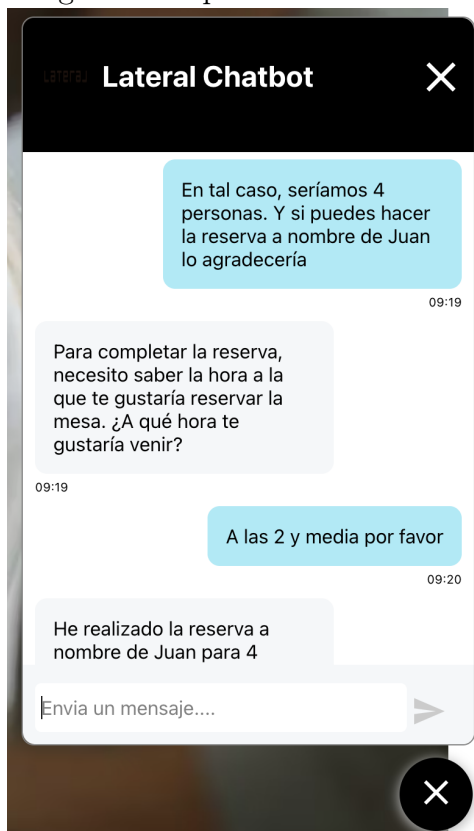 Lateral Lateral Chatbot
En tal caso, seríamos 4
personas. Y si puedes hacer
la reserva a nombre de Juan
lo agradecería
09:19
Para completar la reserva,
necesito saber la hora a la
que te gustaría reservar la
mesa. ¿A qué hora te
gustaría venir?
09:19
A las 2 y media por favor
09:20
He realizado la reserva a
nombre de Juan para 4
Envia un mensaje....